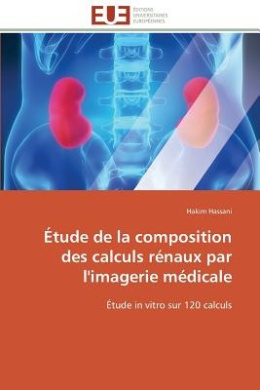 EUE
ÉDITIONS
UNIVERSITAIRES
EUROPÉENNES
Hakim Hassani
Étude de la composition
des calculs rénaux par
l'imagerie médicale
Étude in vitro sur 120 calculs